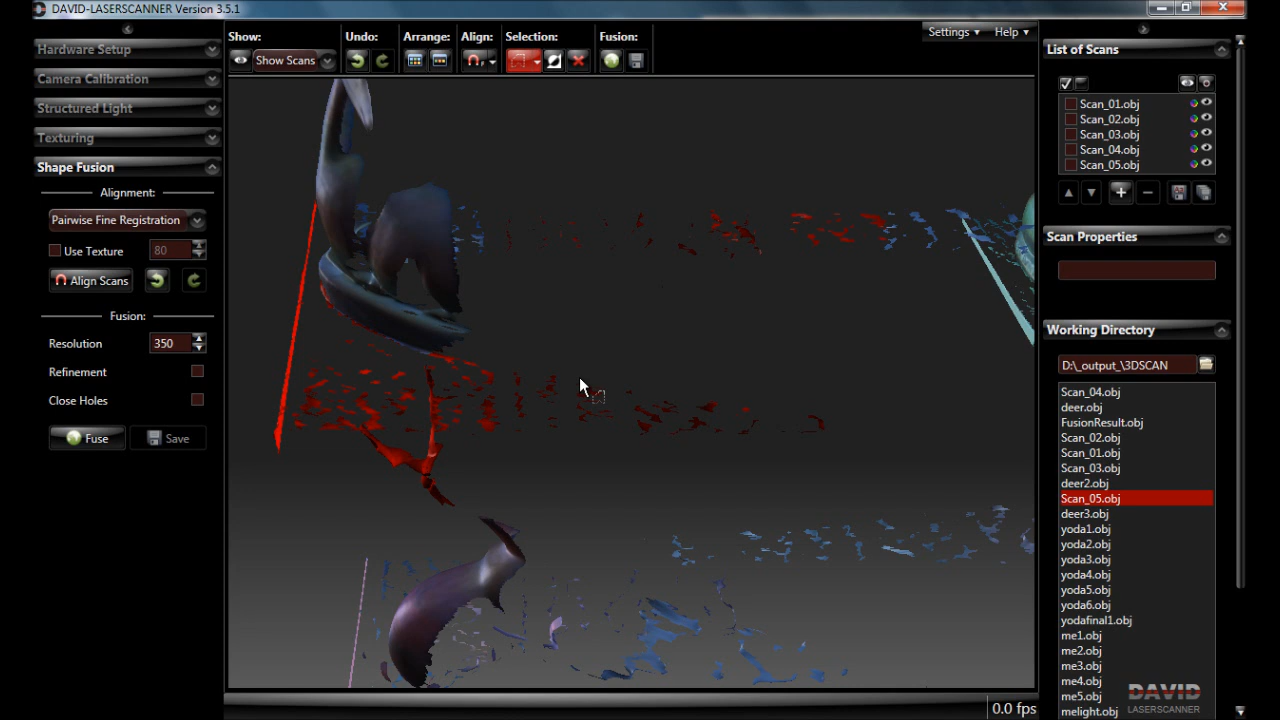 DAVID-LASERSCANNER Version 3.5.1
Hardware Setup
Camera Calibration
Structured Light
Texturing
Shape Fusion
Alignment:
Pairwise Fine Registration
Use Texture 80
Align Scans
Fusion:
Resolution 350
Refinement
Close Holes
Fuse Save
Show: Undo: Arrange: Align: Selection: Fusion:
Show Scans
Settings Help
0.0 fps
List of Scans
Scan_01.obj
Scan_02.obj
Scan_03.obj
Scan_04.obj
Scan_05.obj
Scan Properties
Working Directory
D:\_output_\3DSCAN
Scan_04.obj
deer.obj
FusionResult.obj
Scan_02.obj
Scan_01.obj
Scan_03.obj
deer2.obj
Scan_05.obj
deer3.obj
yoda1.obj
yoda2.obj
yoda3.obj
yoda4.obj
yoda5.obj
yoda6.obj
yodafinal1.obj
me1.obj
me2.obj
me3.obj
me4.obj
me5.obj
melight.obj
DAVID
LASERSCANNER